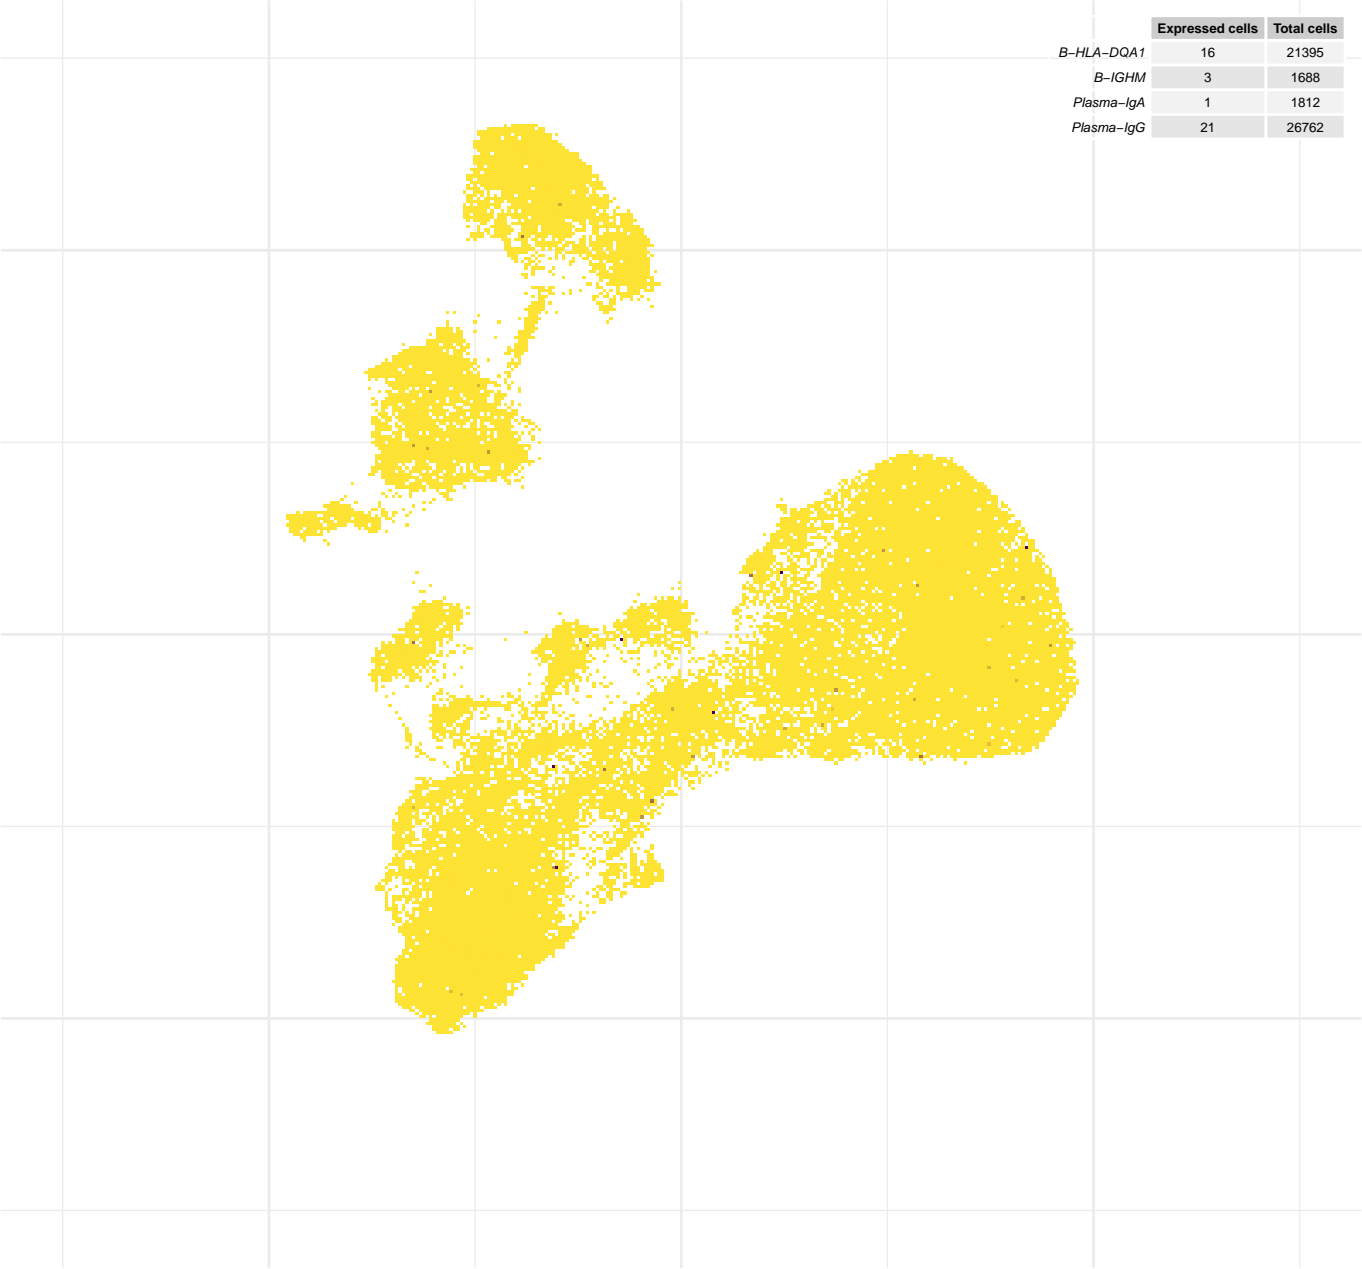 Expressed cells Total cells
B−HLA−DQA1 16 21395
B−IGHM 3 1688
Plasma−IgA 1 1812
Plasma−IgG 21 26762